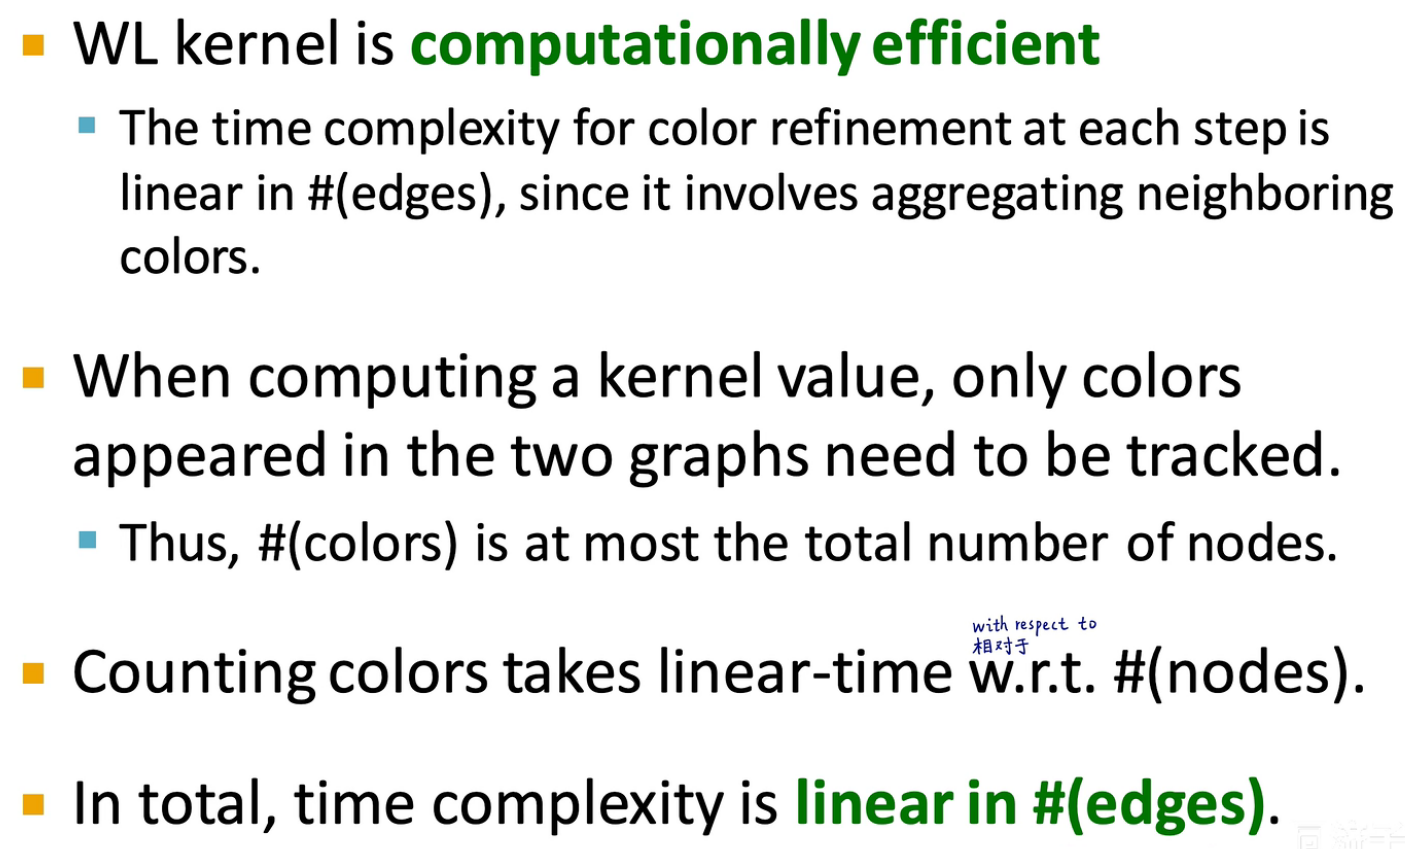 WL kernel is computationally efficient
The time complexity for color refinement at each step is
linear in #(edges), since it involves aggregating neighboring
colors.
When computing a kernel value, only colors
appeared in the two graphs need to be tracked.
Thus, #(colors) is at most the total number of nodes.
with respect to
相对于
Counting colors takes linear-time w.r.t. #(nodes).
In total, time complexity is linear in #(edges).